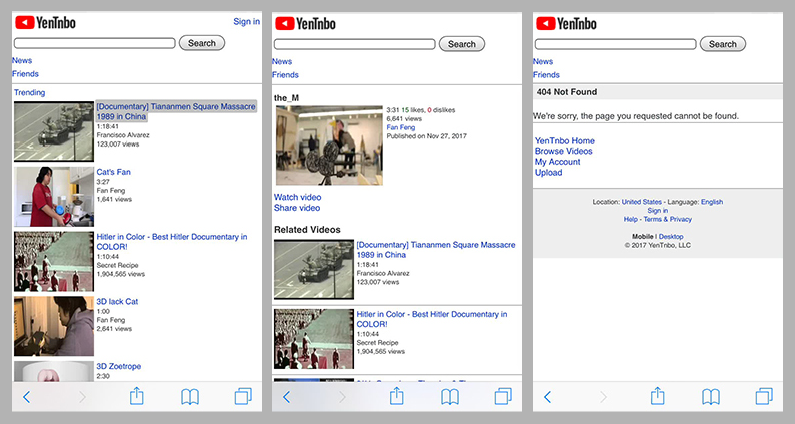 YenTnbo
Sign in
Search
News
Friends
Trending
[Documentary] Tiananmen Square Massacre
1989 in China
1:18:41
Francisco Alvarez
123,007 views
Cat's Fan
3:27
Fan Feng
1,641 views
Hitler in Color - Best Hitler Documentary in
COLOR!
1:10:44
Secret Recipe
1,904,565 views
3D lack Cat
1:00
Fan Feng
2,641 views
3D Zoetrope
2:30
YenTnbo
Search
News
Friends
the_M
3:31 15 likes, 0 dislikes
6,641 views
Fan Feng
Published on Nov 27, 2017
Watch video
Share video
Related Videos
[Documentary] Tiananmen Square Massacre
1989 in China
1:18:41
Francisco Alvarez
123,007 views
Hitler in Color - Best Hitler Documentary in
COLOR!
1:10:44
Secret Recipe
1,904,565 views
YenTnbo
Search
News
Friends
404 Not Found
We're sorry, the page you requested cannot be found.
YenTnbo Home
Browse Videos
My Account
Upload
Location: United States - Language: English
Sign in
Help - Terms & Privacy
Mobile | Desktop
© 2017 YenTnbo, LLC